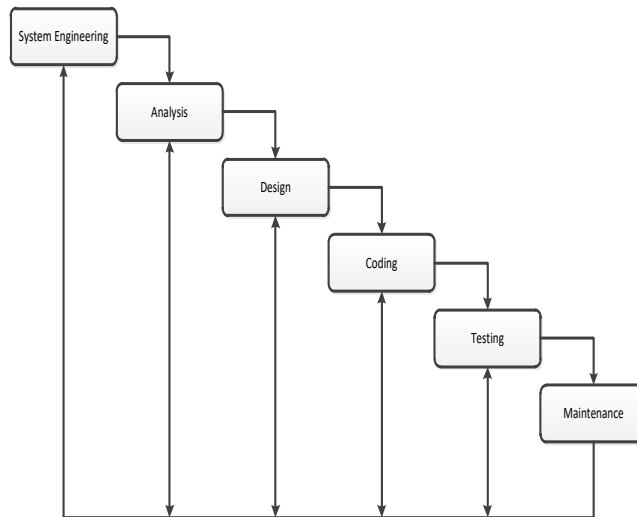 System Engineering
Analysis
Design
Coding
Testing
Maintenance